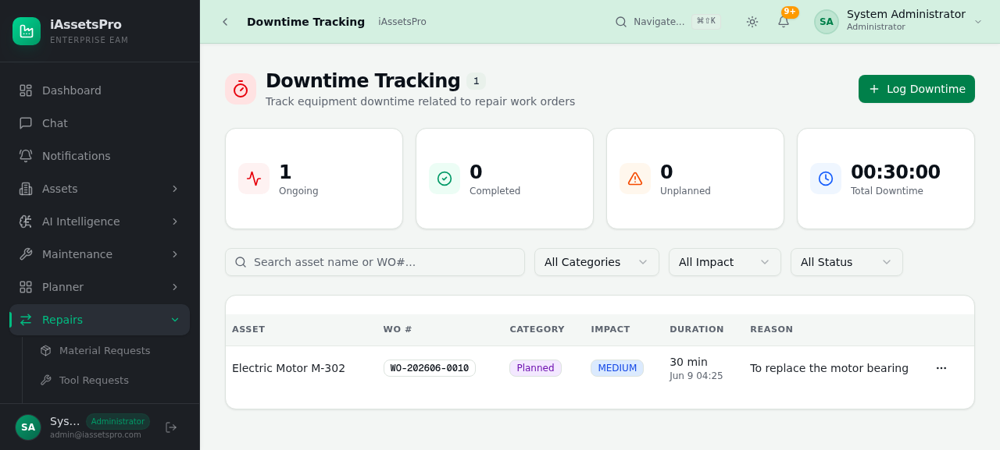 iAssetsPro
ENTERPRISE EAM
Dashboard
Chat
Notifications
Assets
AI Intelligence
Maintenance
Planner
Repairs
Material Requests
Tool Requests
SA
Sys...
Administrator
admin@iassetspro.com
Downtime Tracking
iAssetsPro
Navigate...
⌘⇧K
9+
SA
System Administrator
Administrator
Downtime Tracking
1
Track equipment downtime related to repair work orders
Log Downtime
1
Ongoing
0
Completed
0
Unplanned
00:30:00
Total Downtime
Search asset name or WO#...
All Categories
All Impact
All Status
ASSET
WO #
CATEGORY
IMPACT
DURATION
REASON
Electric Motor M-302
WO-202606-0010
Planned
MEDIUM
30 min
Jun 9 04:25
To replace the motor bearing